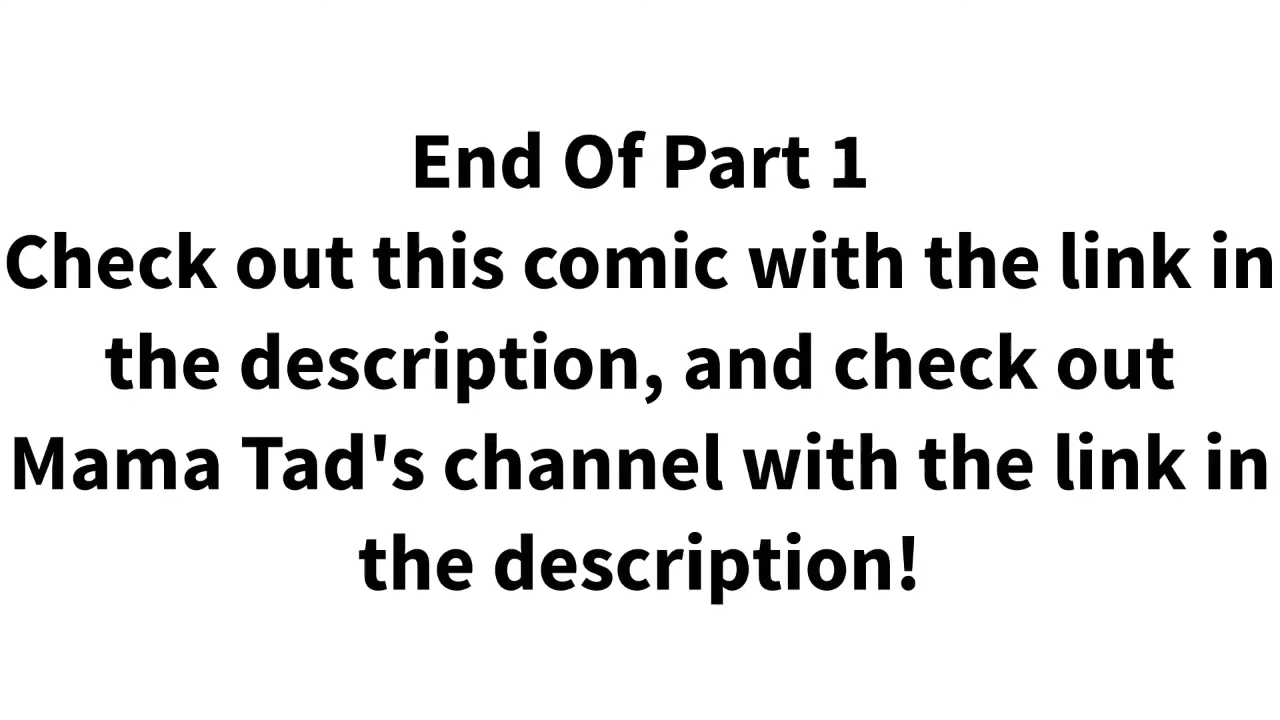 End Of Part 1
Check out this comic with the link in
the description, and check out
Mama Tad's channel with the link in
the description!